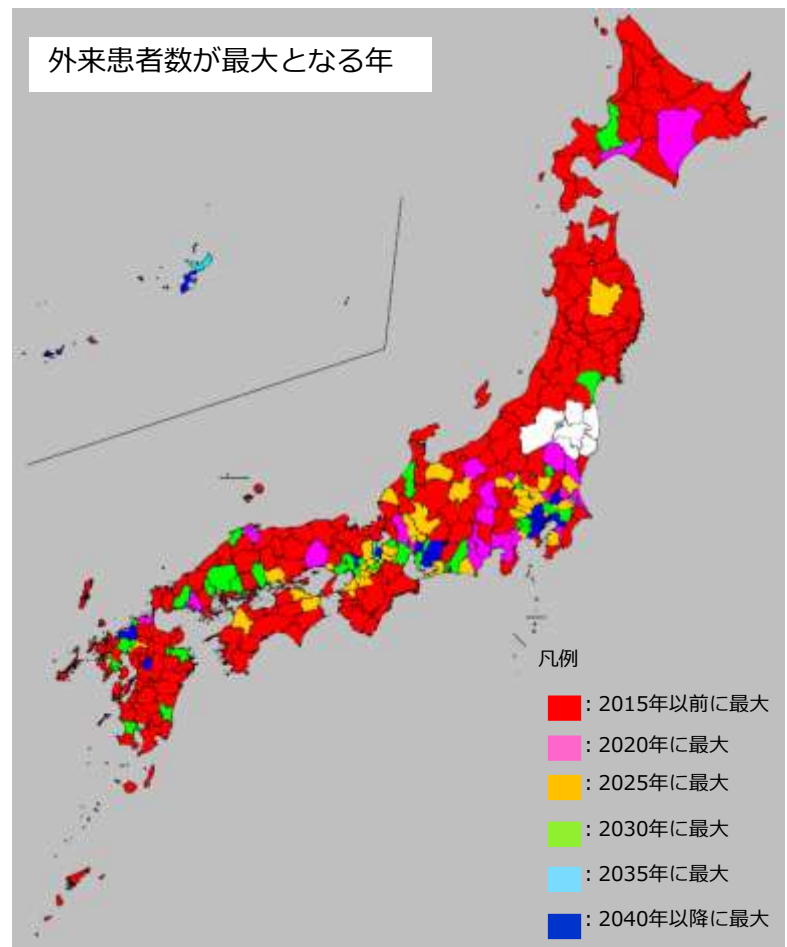 外来患者数が最大となる年
凡例
：2015年以前に最大
：2020年に最大
：2025年に最大
：2030年に最大
：2035年に最大
：2040年以降に最大